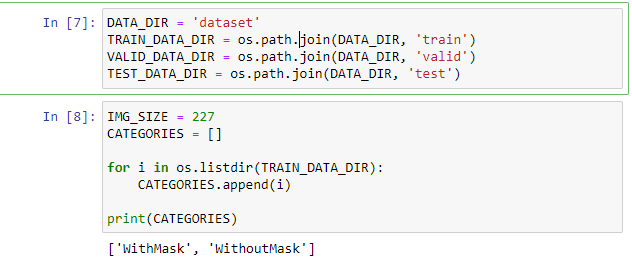 In [7]: DATA_DIR = 'dataset'
TRAIN_DATA_DIR = os.path.join(DATA_DIR, 'train')
VALID_DATA_DIR = os.path.join(DATA_DIR, 'valid')
TEST_DATA_DIR = os.path.join(DATA_DIR, 'test')
In [8]: IMG_SIZE = 227
CATEGORIES = []
for i in os.listdir(TRAIN_DATA_DIR):
    CATEGORIES.append(i)
print(CATEGORIES)
['WithMask', 'WithoutMask']